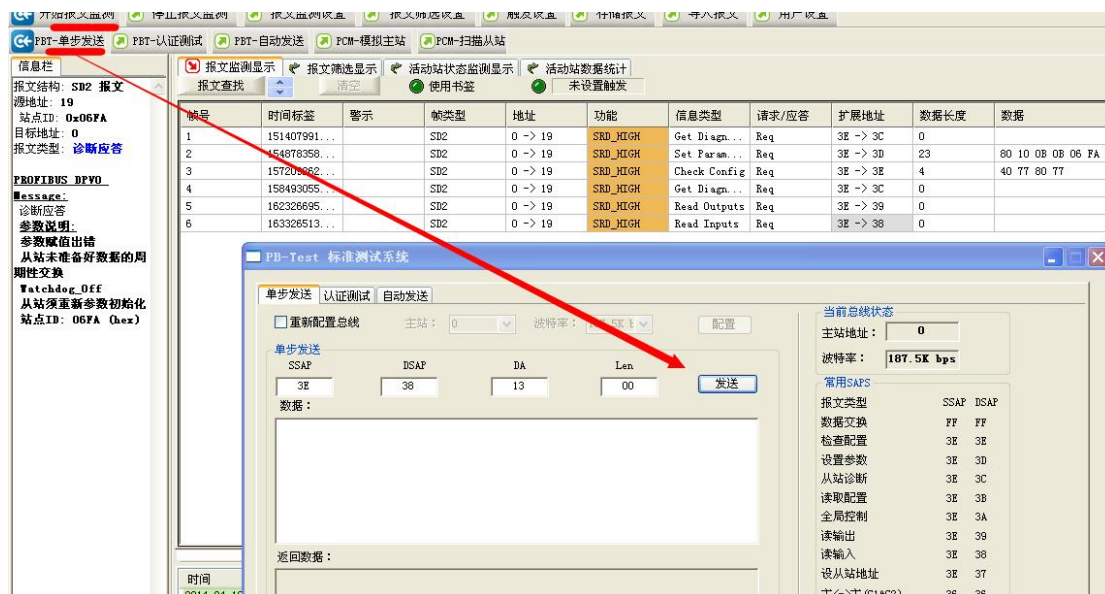 开始报文监测 停止报文监测 报文监测设置 报文筛选设置 触发设置 存储报文 导入报文 用户设置
PBT-单步发送 PBT-认证测试 PBT-自动发送 PCM-模拟主站 PCM-扫描从站
信息栏
报文结构: SD2 报文
源地址: 19
站点ID: 0x06FA
目标地址: 0
报文类型: 诊断应答
PROFIBUS DPV0
Message:
诊断应答
参数说明:
参数赋值出错
从站未准备好数据的周
期性交换
Watchdog_Off
从站须重新参数初始化
站点ID: 06FA (hex)
报文监测显示 报文筛选显示 活动站状态监测显示 活动站数据统计
报文查找 清空 使用书签 未设置触发
帧号 时间标签 警示 帧类型 地址 功能 信息类型 请求/应答 扩展地址 数据长度 数据
1 151407991... SD2 0 -> 19 SRD_HIGH Get Diagn... Req 3E -> 3C 0
2 154878358... SD2 0 -> 19 SRD_HIGH Set Param... Req 3E -> 3D 23 80 10 0B 0B 06 FA
3 SD2 0 -> 19 SRD_HIGH Check Config Req 3E -> 3E 4 40 77 80 77
4 158493055... SD2 0 -> 19 SRD_HIGH Get Diagn... Req 3E -> 3C 0
5 162326695... SD2 0 -> 19 SRD_HIGH Read Outputs Req 3E -> 39 0
6 163326513... SD2 0 -> 19 SRD_HIGH Read Inputs Req 3E -> 38 0
PB-Test 标准测试系统
单步发送 认证测试 自动发送
重新配置总线 主站: 0 波特率: 配置
单步发送
SSAP DSAP DA Len
3E 38 13 00 发送
数据:
返回数据:
当前总线状态
主站地址: 0
波特率: 187.5K bps
常用SAPS
报文类型 SSAP DSAP
数据交换 FF FF
检查配置 3E 3E
设置参数 3E 3D
从站诊断 3E 3C
读取配置 3E 3B
全局控制 3E 3A
读输出 3E 39
读输入 3E 38
设从站地址 3E 37
时间